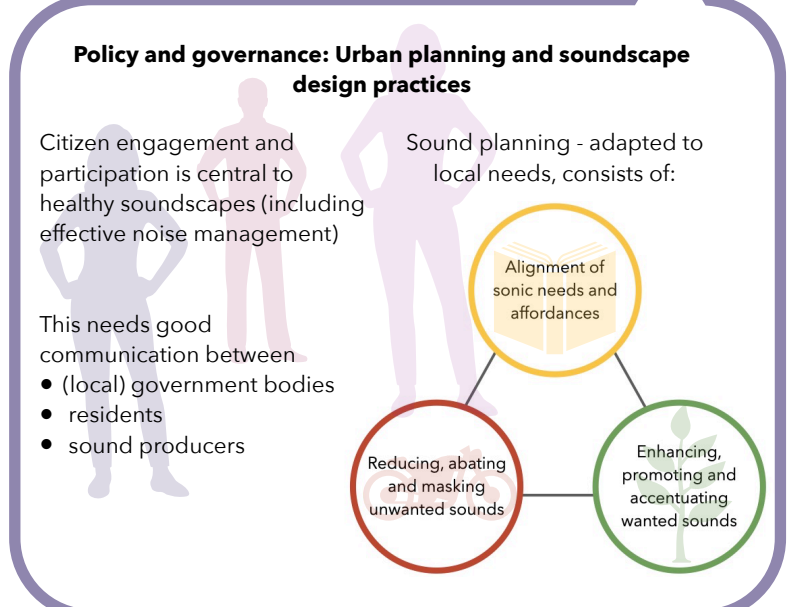 Policy and governance: Urban planning and soundscape
design practices
Citizen engagement and
participation is central to
healthy soundscapes (including
effective noise management)
This needs good
communication between
• (local) government bodies
• residents
• sound producers
Sound planning - adapted to
local needs, consists of:
Alignment of
sonic needs and
affordances
Reducing, abating
and masking
unwanted sounds
Enhancing,
promoting and
accentuating
wanted sounds